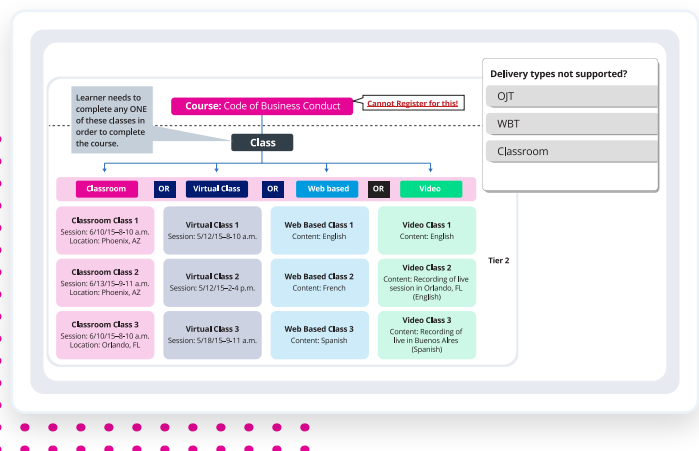 Learner needs to
complete any ONE
of these classes in
order to complete
the course.
Course: Code of Business Conduct
Cannot Register for this!
Class
Delivery types not supported?
OJT
WBT
Classroom
Classroom OR Virtual Class OR Web based OR Video
Classroom Class 1
Session: 6/10/15–8-10 a.m.
Location: Phoenix, AZ
Virtual Class 1
Session: 5/12/15–8-10 a.m.
Web Based Class 1
Content: English
Video Class 1
Content: English
Classroom Class 2
Session: 6/13/15–9-11 a.m.
Location: Phoenix, AZ
Virtual Class 2
Session: 5/12/15–2-4 p.m.
Web Based Class 2
Content: French
Video Class 2
Content: Recording of live
session in Orlando, FL
(English)
Tier 2
Classroom Class 3
Session: 6/10/15–8-10 a.m.
Location: Orlando, FL
Virtual Class 3
Session: 5/18/15–9-11 a.m.
Web Based Class 3
Content: Spanish
Video Class 3
Content: Recording of
live in Buenos AIres
(Spanish)